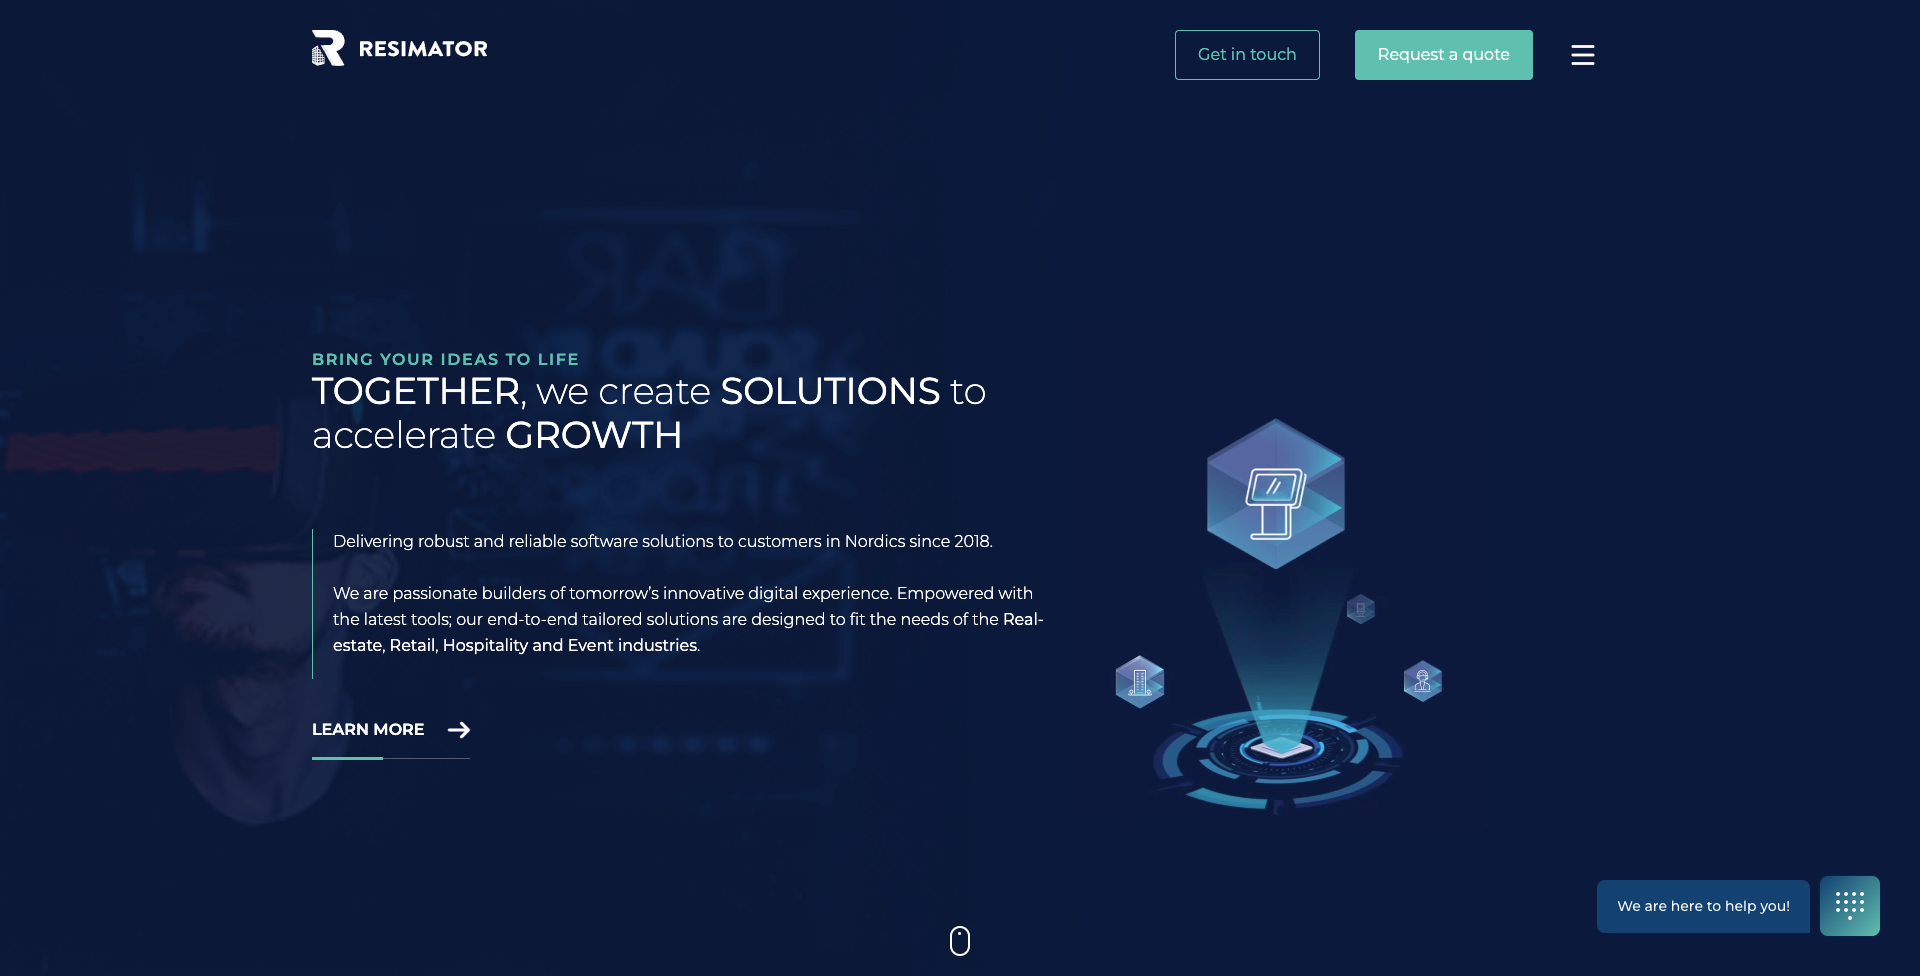 RESIMATOR
Get in touch
Request a quote
BRING YOUR IDEAS TO LIFE
TOGETHER, we create SOLUTIONS to
accelerate GROWTH
Delivering robust and reliable software solutions to customers in Nordics since 2018.
We are passionate builders of tomorrow's innovative digital experience. Empowered with
the latest tools; our end-to-end tailored solutions are designed to fit the needs of the Real-
estate, Retail, Hospitality and Event industries.
LEARN MORE
We are here to help you!